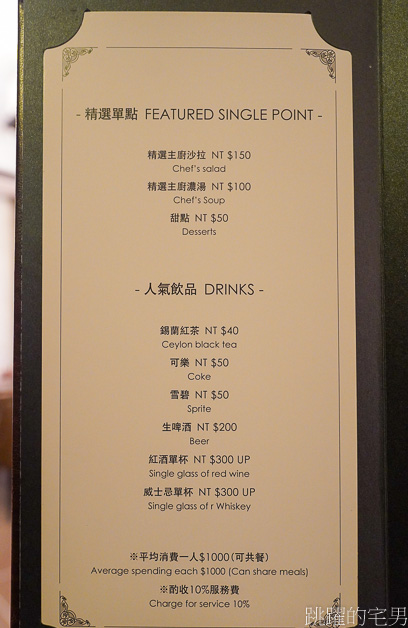 - 精選單點 FEATURED SINGLE POINT -
精選主廚沙拉 NT $150
Chef's salad
精選主廚濃湯 NT $100
Chef's Soup
甜點 NT $50
Desserts
- 人氣飲品 DRINKS -
錫蘭紅茶 NT $40
Ceylon black tea
可樂 NT $50
Coke
雪碧 NT $50
Sprite
生啤酒 NT $200
Beer
紅酒單杯 NT $300 UP
Single glass of red wine
威士忌單杯 NT $300 UP
Single glass of r Whiskey
※平均消費一人$1000(可共餐)
Average spending each $1000 (Can share meals)
※酌收10%服務費
Charge for service 10%
跳躍的宅男